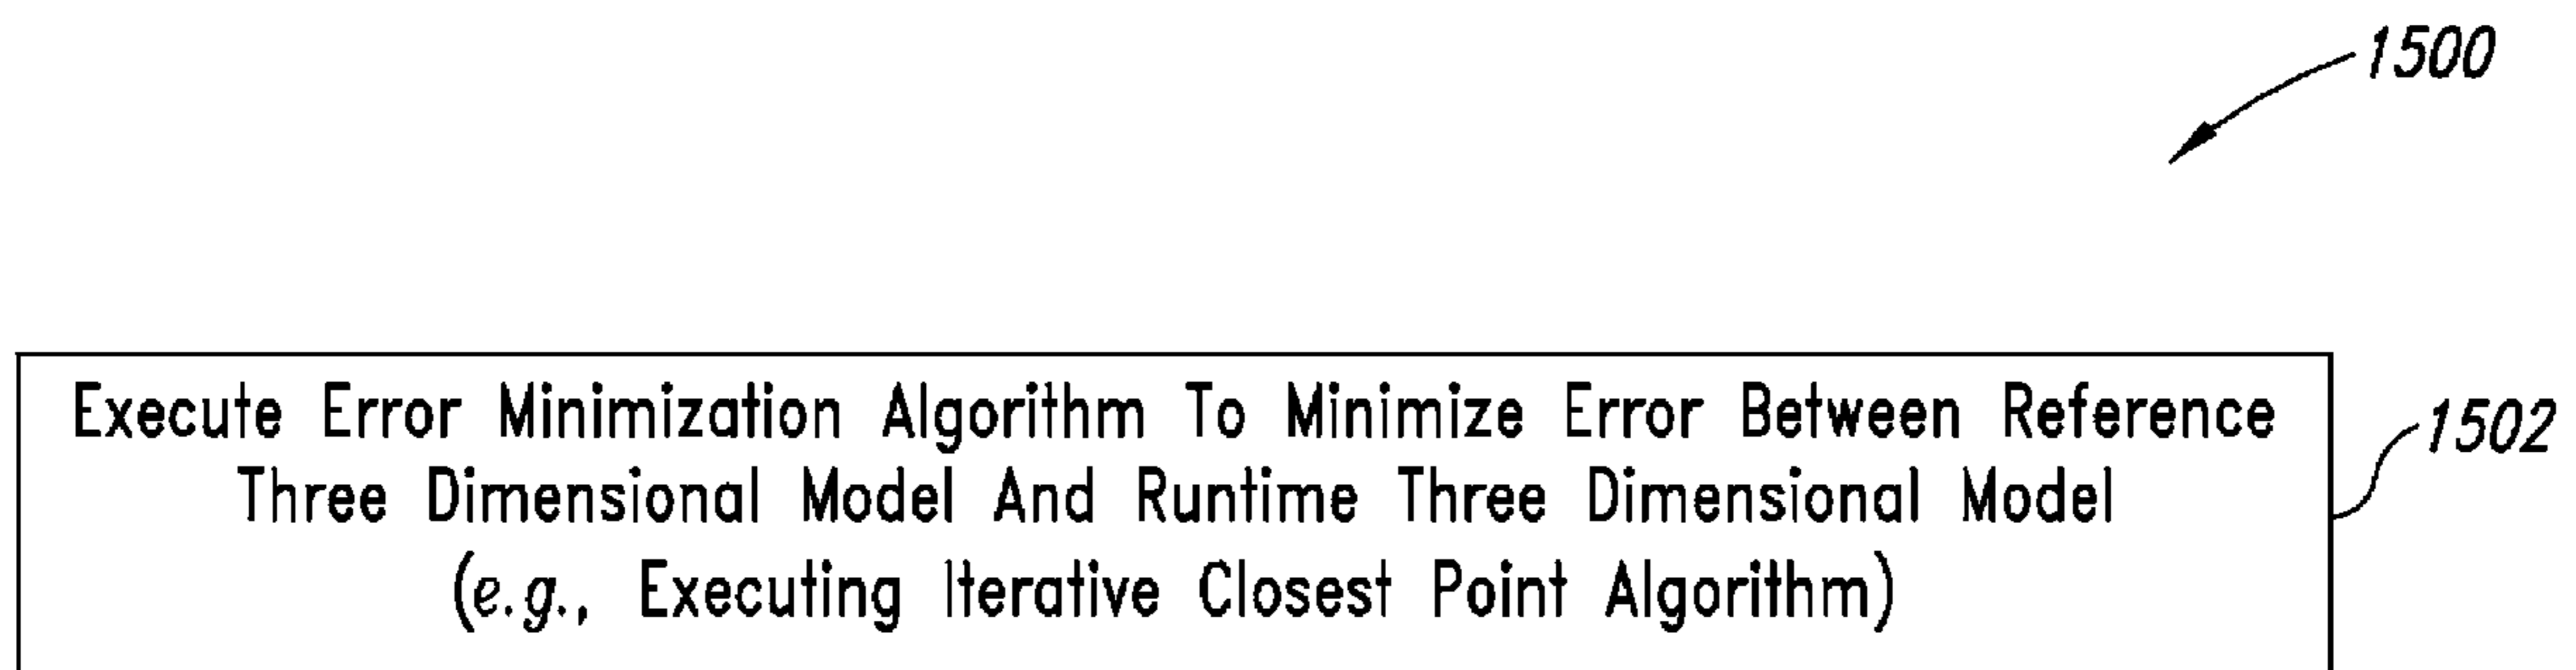 1500
Execute Error Minimization Algorithm To Minimize Error Between Reference
1502
Three Dimensional Model And Runtime Three Dimensional Model
(e.g., Executing Iterative Closest Point Algorithm)